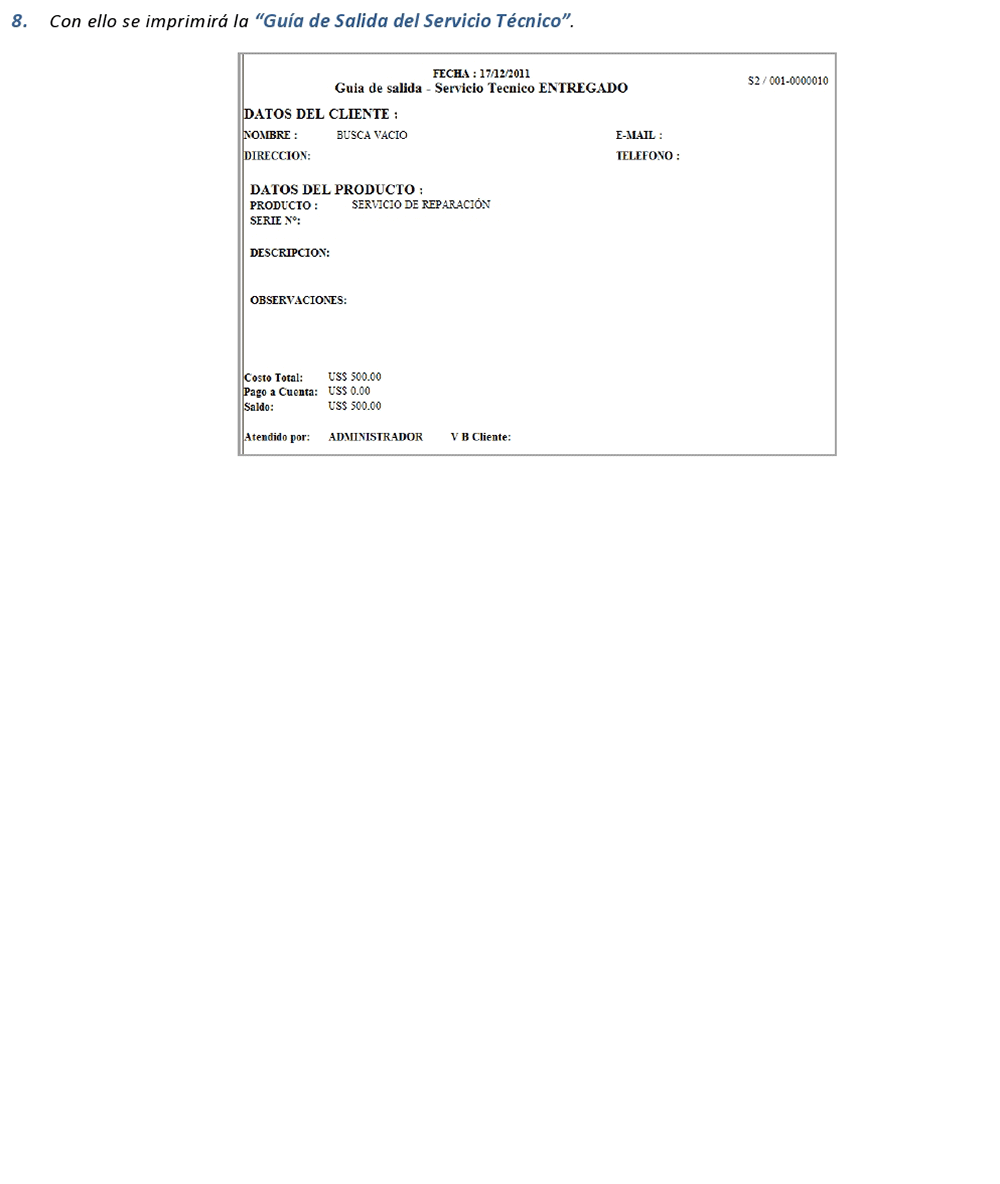 8. Con ello se imprimirá la “Guía de Salida del Servicio Técnico”.
FECHA : 17/12/2011
Guia de salida - Servicio Tecnico ENTREGADO
S2 / 001-0000010
DATOS DEL CLIENTE :
NOMBRE : BUSCA VACIO E-MAIL :
DIRECCION: TELEFONO :
DATOS DEL PRODUCTO :
PRODUCTO : SERVICIO DE REPARACIÓN
SERIE Nº:
DESCRIPCION:
OBSERVACIONES:
Costo Total: US$ 500.00
Pago a Cuenta: US$ 0.00
Saldo: US$ 500.00
Atendido por: ADMINISTRADOR V B Cliente: